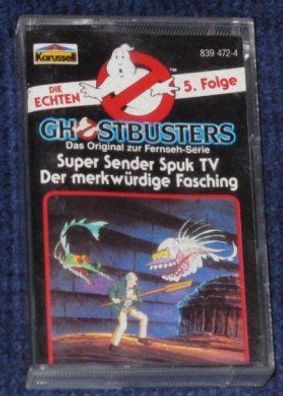 Karussell
839 472-4
DIE ECHTEN
5. Folge
TM
GHOSTBUSTERS
Das Original zur Fernseh-Serie
Super Sender Spuk TV
Der merkwürdige Fasching